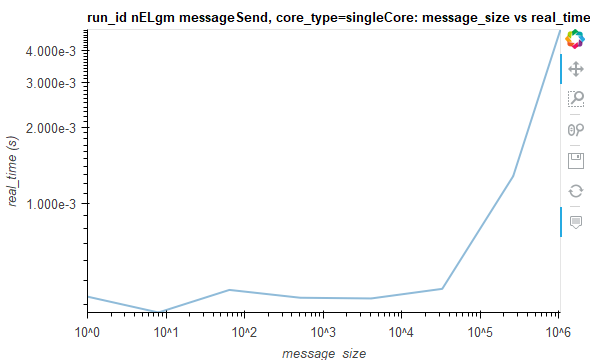 run_id nELgm messageSend, core_type=singleCore: message_size vs real_time
4.000e-3
3.000e-3
2.000e-3
1.000e-3
real_time (s)
10^0 10^1 10^2 10^3 10^4 10^5 10^6
message_size